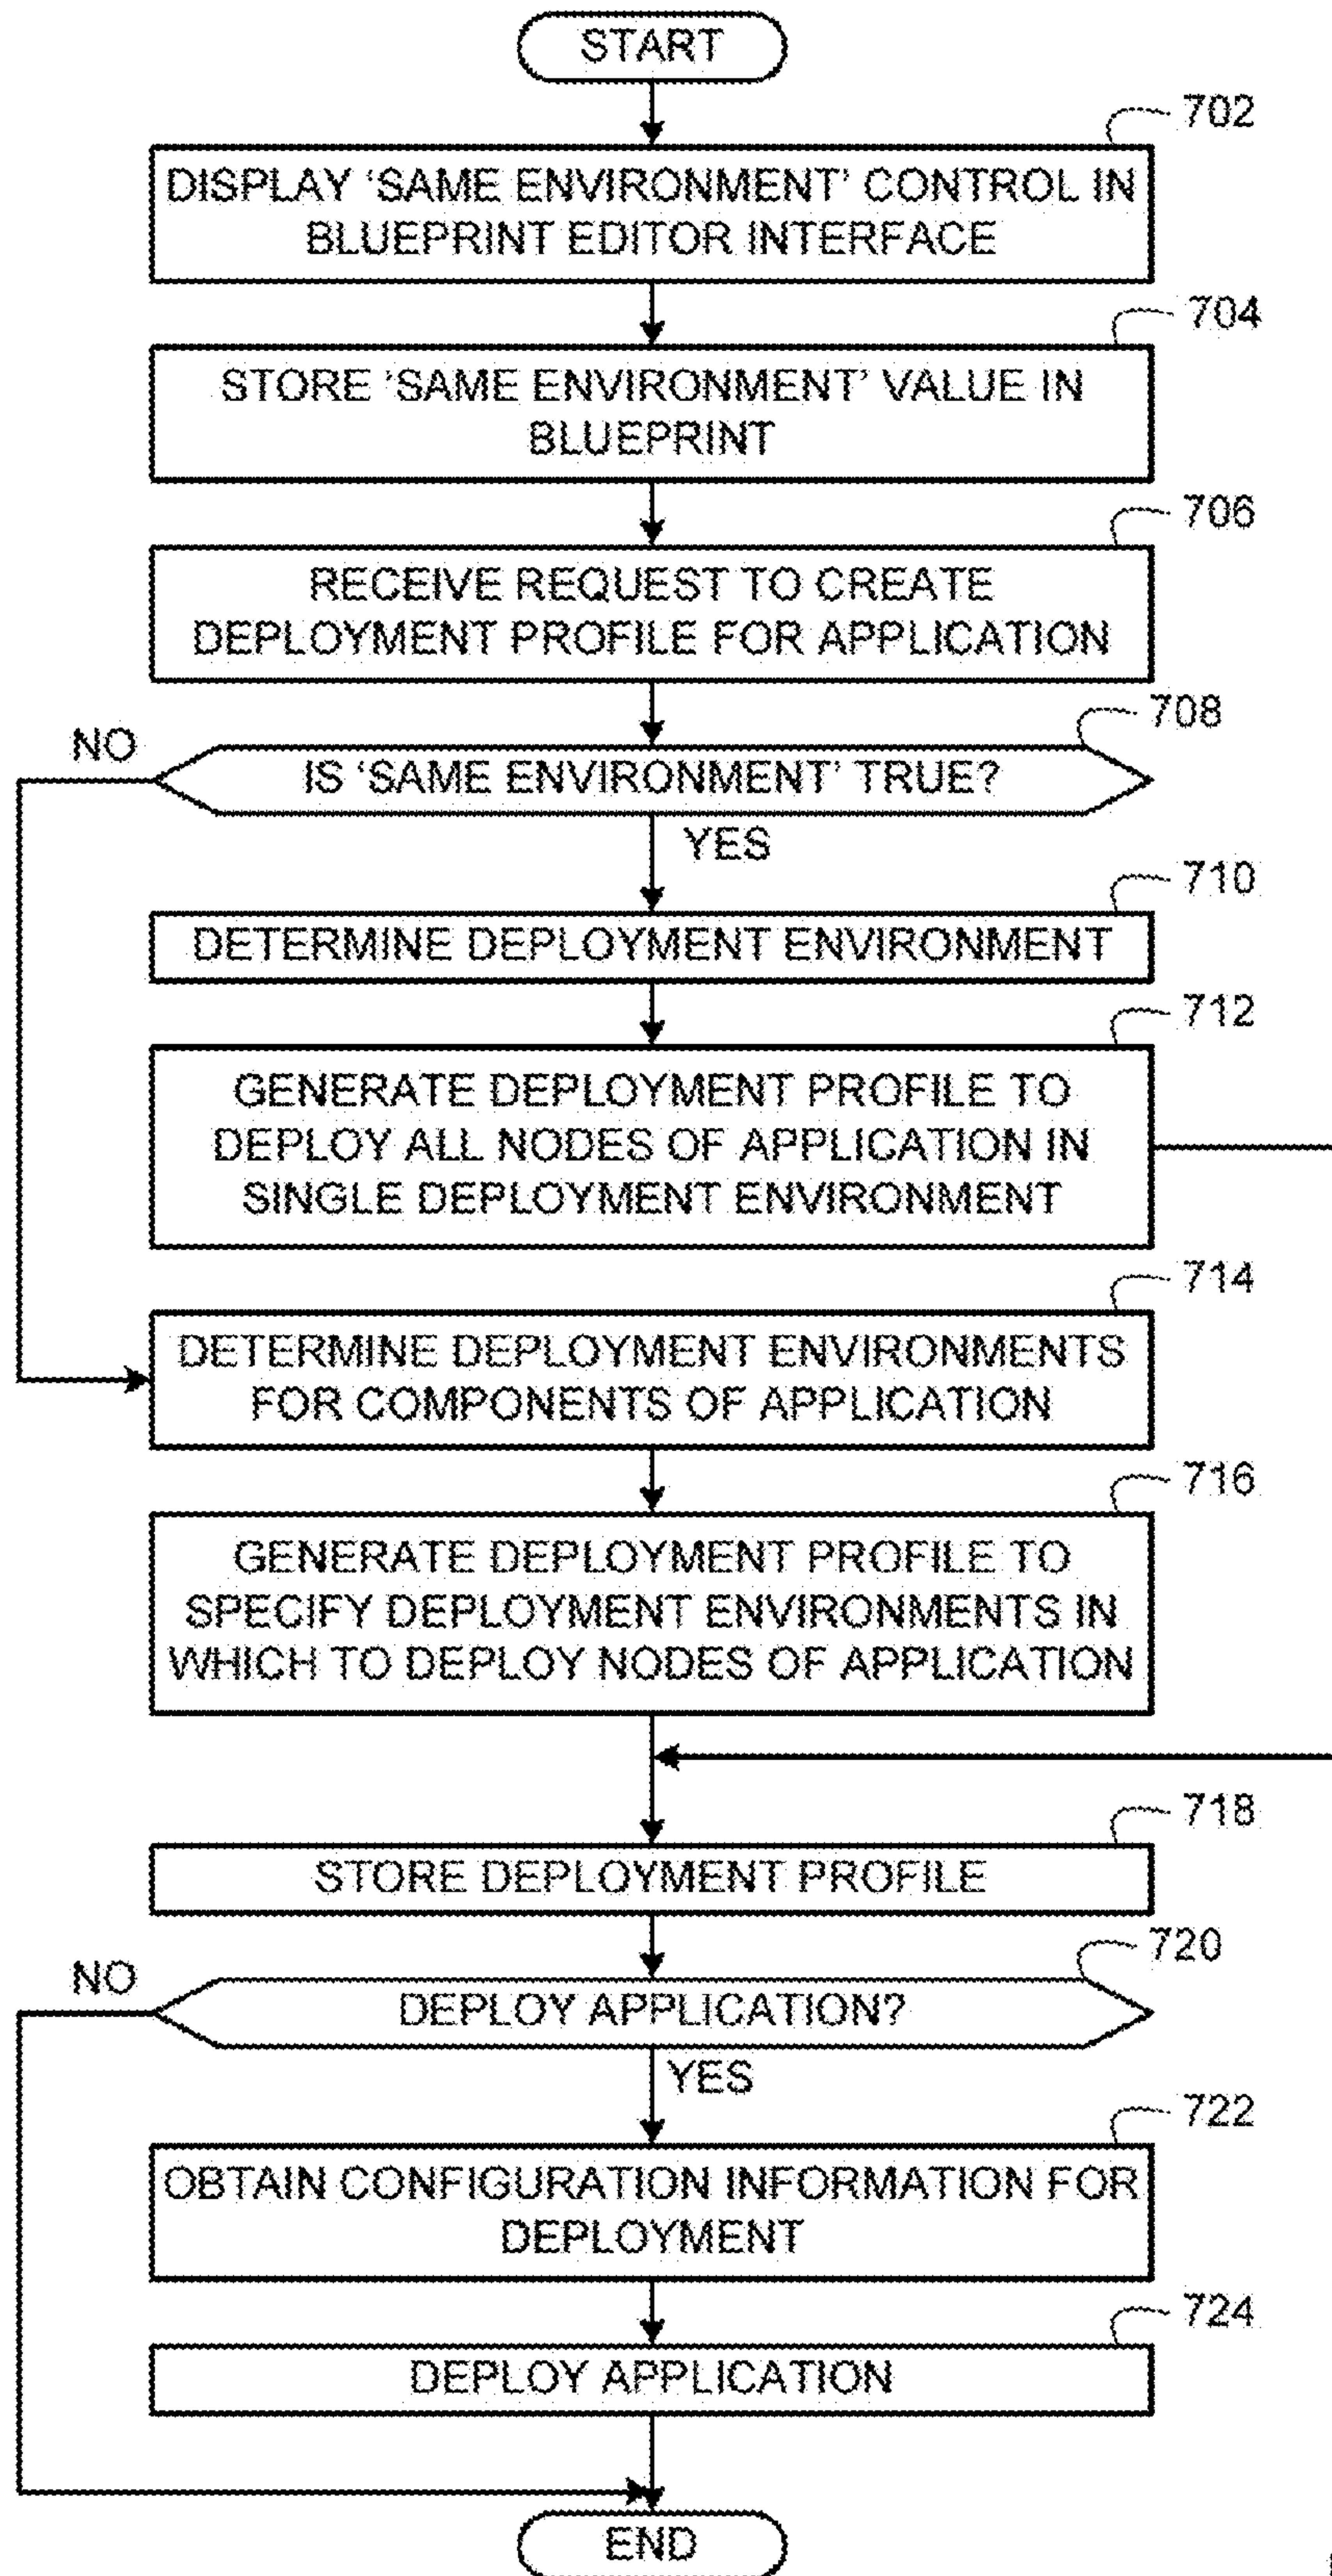 START
702
DISPLAY ‘SAME ENVIRONMENT’ CONTROL IN
BLUEPRINT EDITOR INTERFACE
704
STORE ‘SAME ENVIRONMENT’ VALUE IN
BLUEPRINT
706
RECEIVE REQUEST TO CREATE
DEPLOYMENT PROFILE FOR APPLICATION
708
NO
IS ‘SAME ENVIRONMENT’ TRUE?
YES
710
DETERMINE DEPLOYMENT ENVIRONMENT
712
GENERATE DEPLOYMENT PROFILE TO
DEPLOY ALL NODES OF APPLICATION IN
SINGLE DEPLOYMENT ENVIRONMENT
714
DETERMINE DEPLOYMENT ENVIRONMENTS
FOR COMPONENTS OF APPLICATION
716
GENERATE DEPLOYMENT PROFILE TO
SPECIFY DEPLOYMENT ENVIRONMENTS IN
WHICH TO DEPLOY NODES OF APPLICATION
718
STORE DEPLOYMENT PROFILE
720
NO
DEPLOY APPLICATION?
YES
722
OBTAIN CONFIGURATION INFORMATION FOR
DEPLOYMENT
724
DEPLOY APPLICATION
END